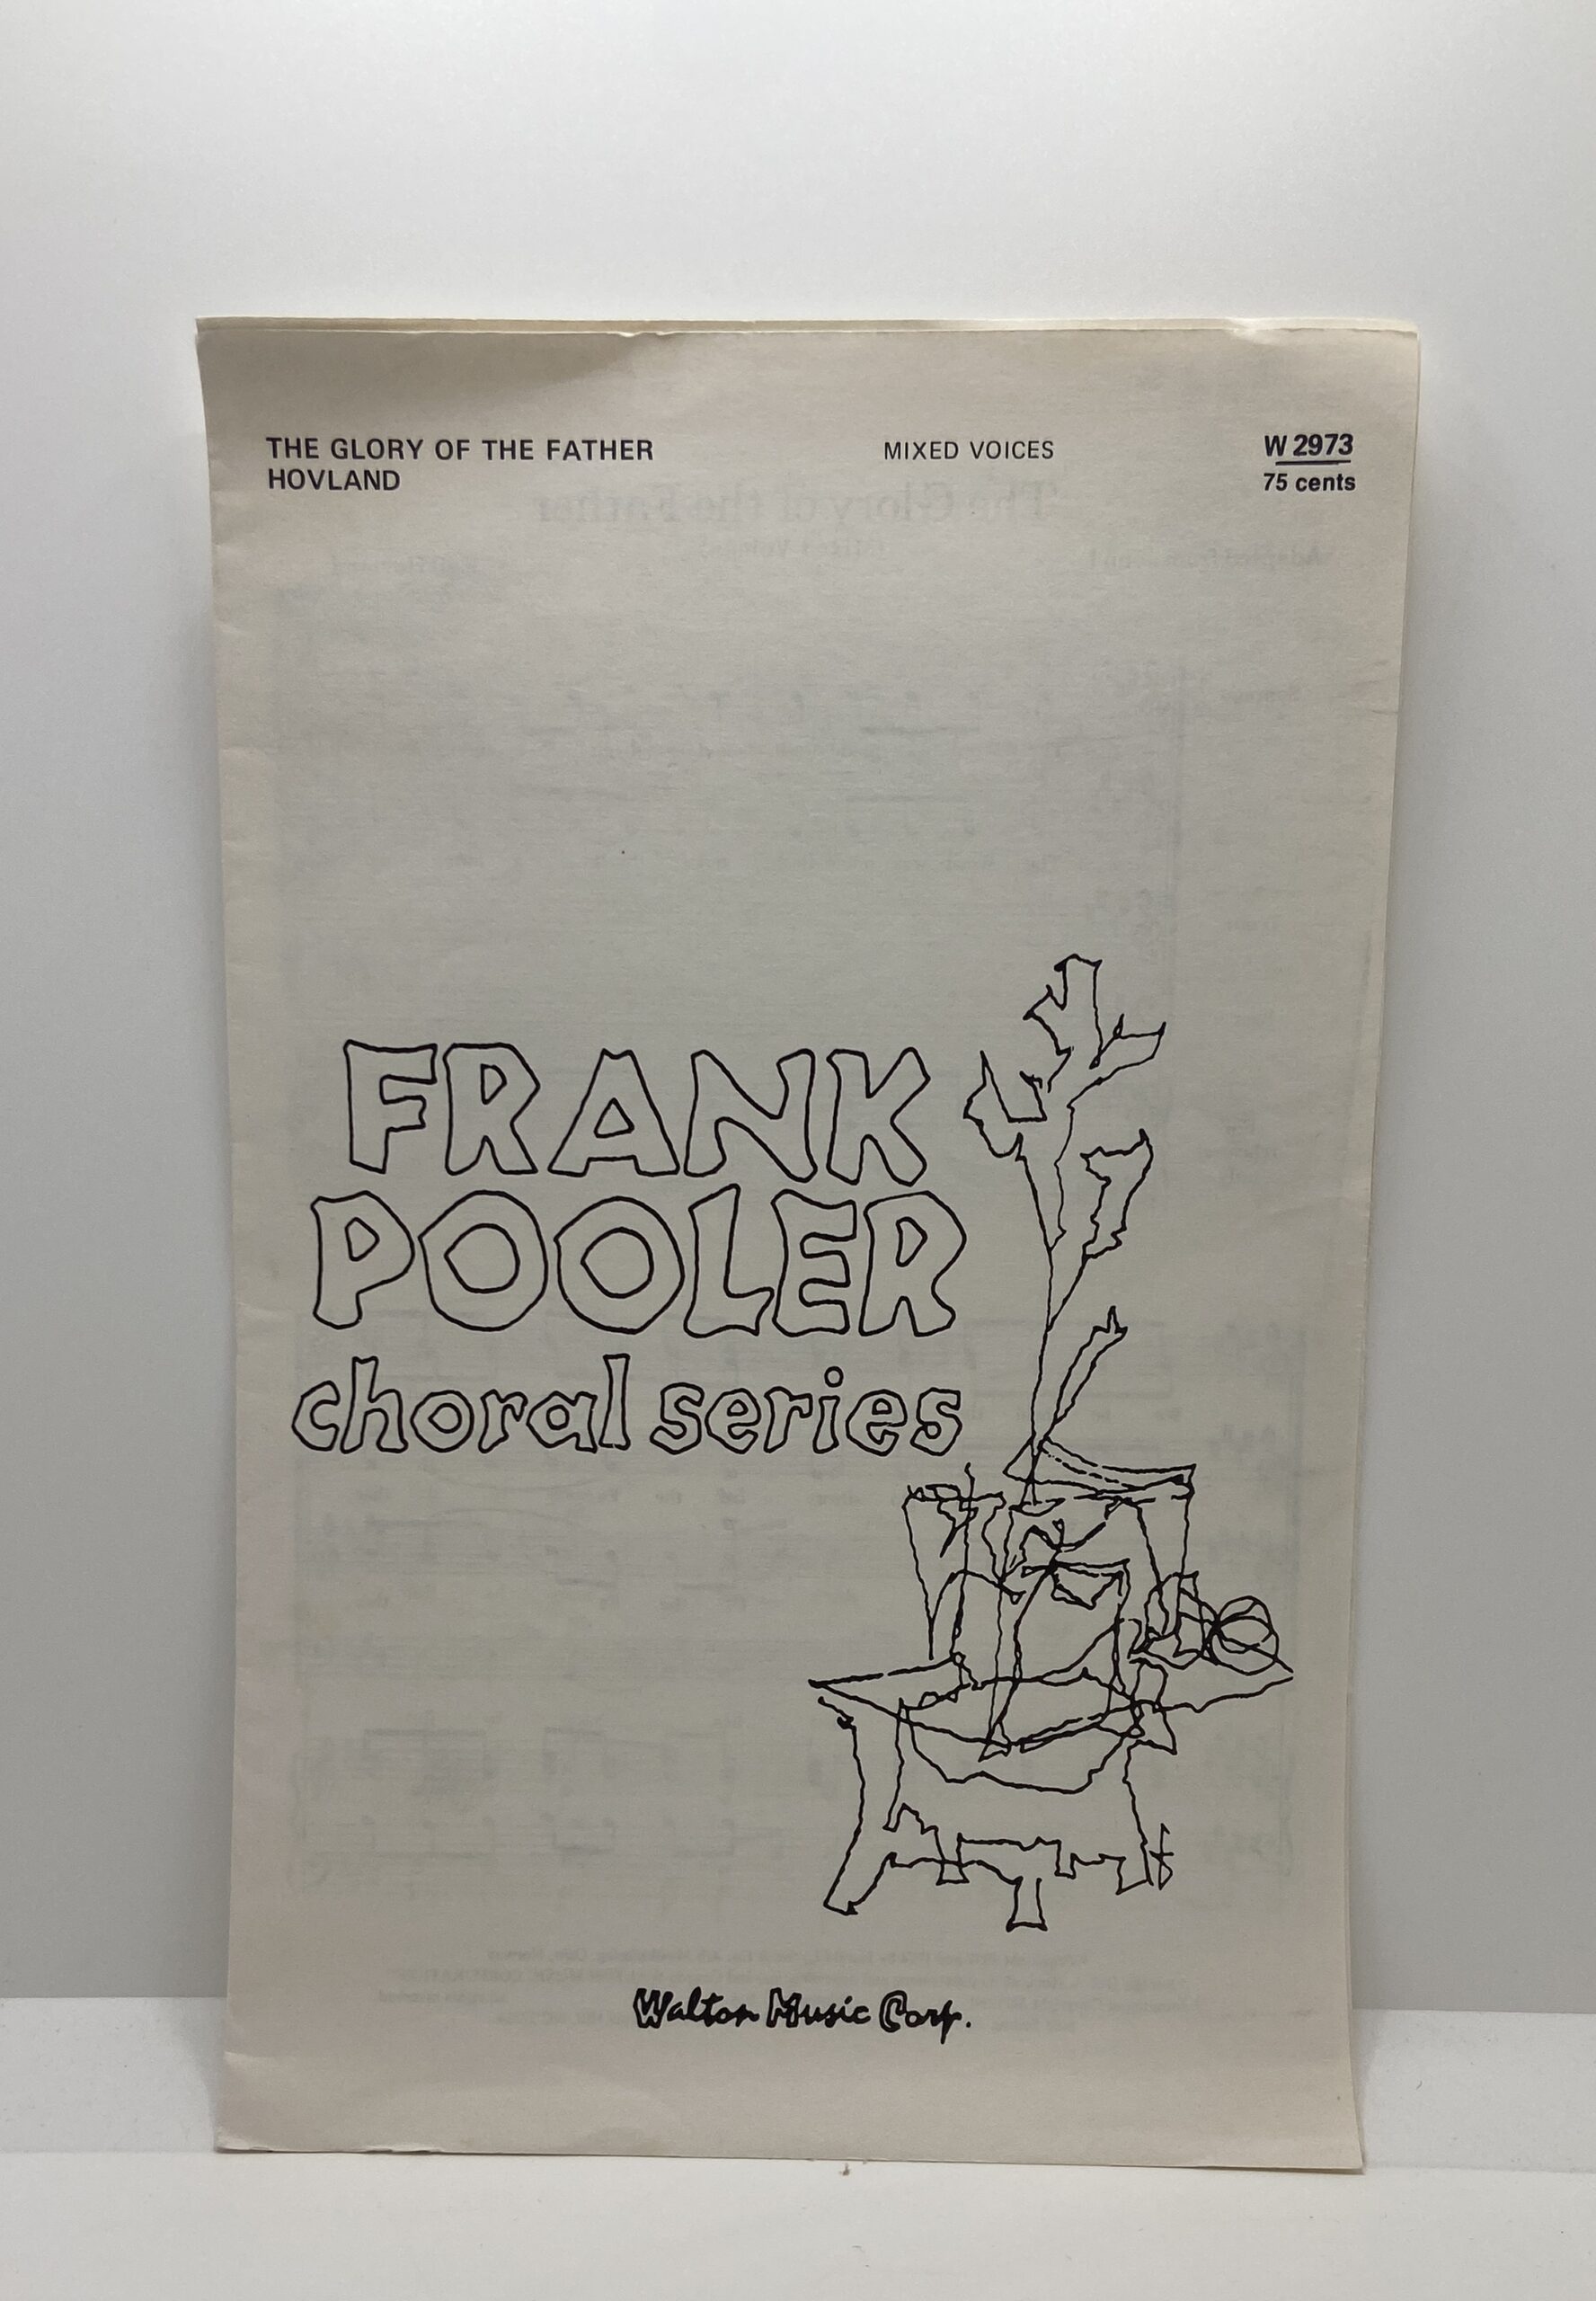 THE GLORY OF THE FATHER
HOVLAND
MIXED VOICES
W 2973
75 cents
FRANK
POOLER
choral series
Walton Music Corp.